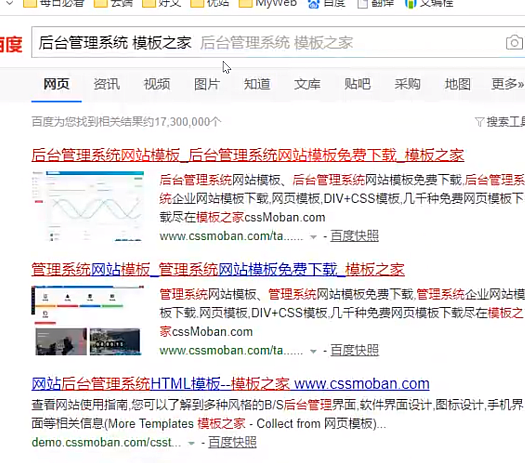 每日必看 云端 好文 优站 MyWeb 百度 翻译 文编程
百度 后台管理系统 模板之家 后台管理系统 模板之家
网页 资讯 视频 图片 知道 文库 贴吧 采购 地图 更多»
百度为您找到相关结果约17,300,000个 搜索工具
后台管理系统网站模板_后台管理系统网站模板免费下载_模板之家
后台管理系统网站模板、后台管理系统网站模板免费下载,后台管理系
统企业网站模板下载,网页模板,DIV+CSS模板,几千种免费网页模板下
载尽在模板之家cssMoban.com
www.cssmoban.com/ta...... - 百度快照
管理系统网站模板_管理系统网站模板免费下载_模板之家
管理系统网站模板、管理系统网站模板免费下载,管理系统企业网站模
板下载,网页模板,DIV+CSS模板,几千种免费网页模板下载尽在模板之
家cssMoban.com
www.cssmoban.com/ta...... - 百度快照
网站后台管理系统HTML模板--模板之家 www.cssmoban.com
查看网站使用指南,您可以了解到多种风格的B/S后台管理界面,软件界面设计,图标设计,手机界
面等相关信息(More Templates 模板之家 - Collect from 网页模板)...
demo.cssmoban.com/csst... - 百度快照